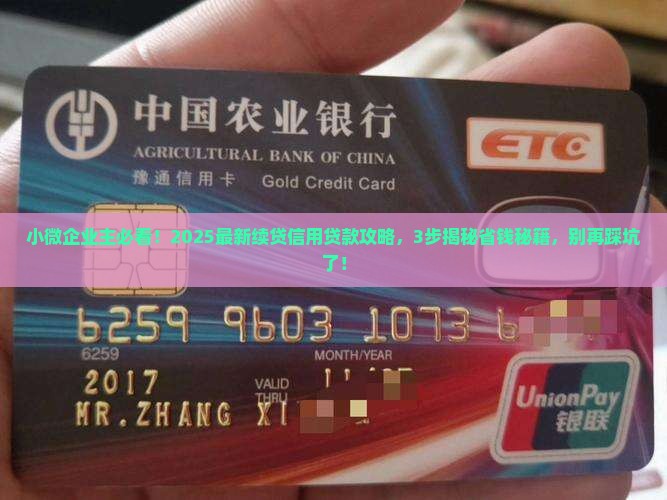 中国农业银行
AGRICULTURAL BANK OF CHINA
ETC
豫通信用卡 Gold Credit Card
小微企业主必看！2025最新续贷信用贷款攻略，3步揭秘省钱秘籍，别再踩坑
了！
6259 9603 1073 6
6259
MONTH/YEAR
2017
VALID
THRU
MR.ZHANG XI
UnionPay
银联